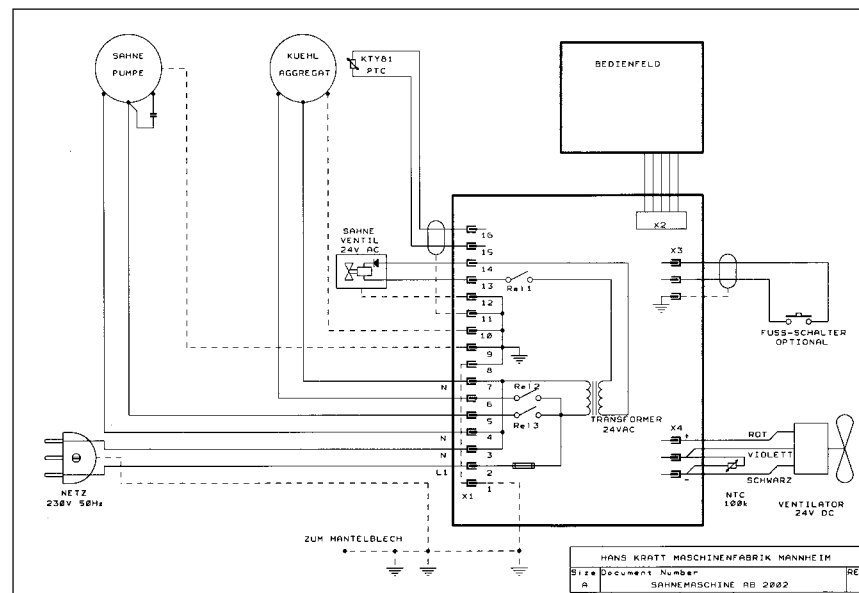 SAHNE
PUMPE
KUEHL
AGGREGAT
KTY81
PTC
BEDIENFELD
X2
SAHNE
VENTIL
24V AC
16
15
14
13
12
11
10
9
8
7
6
5
4
3
2
1
X1
Rel1
Rel2
Rel3
N
N
N
L1
TRANSFORMER
24VAC
X3
FUSS-SCHALTER
OPTIONAL
X4
+
-
ROT
VIOLETT
SCHWARZ
NTC
100k
VENTILATOR
24V DC
NETZ
230V 50Hz
ZUM MANTELBLECH
HANS KRATT MASCHINENFABRIK MANNHEIM
Size Document Number RE
A SAHNEMASCHINE AB 2002